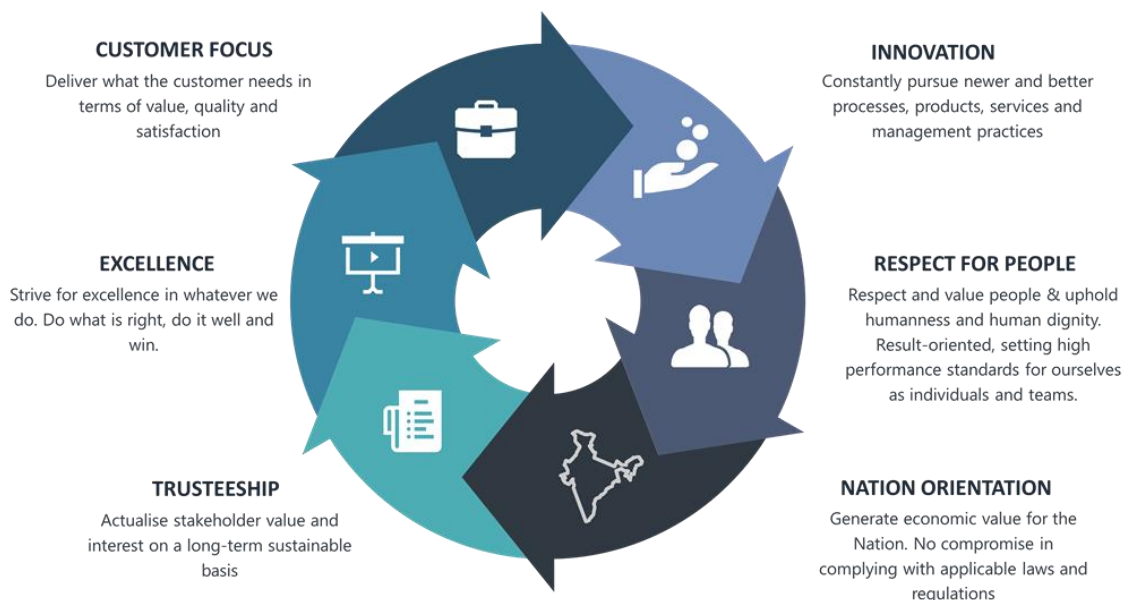 CUSTOMER FOCUS
Deliver what the customer needs in
terms of value, quality and
satisfaction
INNOVATION
Constantly pursue newer and better
processes, products, services and
management practices
EXCELLENCE
Strive for excellence in whatever we
do. Do what is right, do it well and
win.
RESPECT FOR PEOPLE
Respect and value people & uphold
humanness and human dignity.
Result-oriented, setting high
performance standards for ourselves
as individuals and teams.
TRUSTEESHIP
Actualise stakeholder value and
interest on a long-term sustainable
basis
NATION ORIENTATION
Generate economic value for the
Nation. No compromise in
complying with applicable laws and
regulations